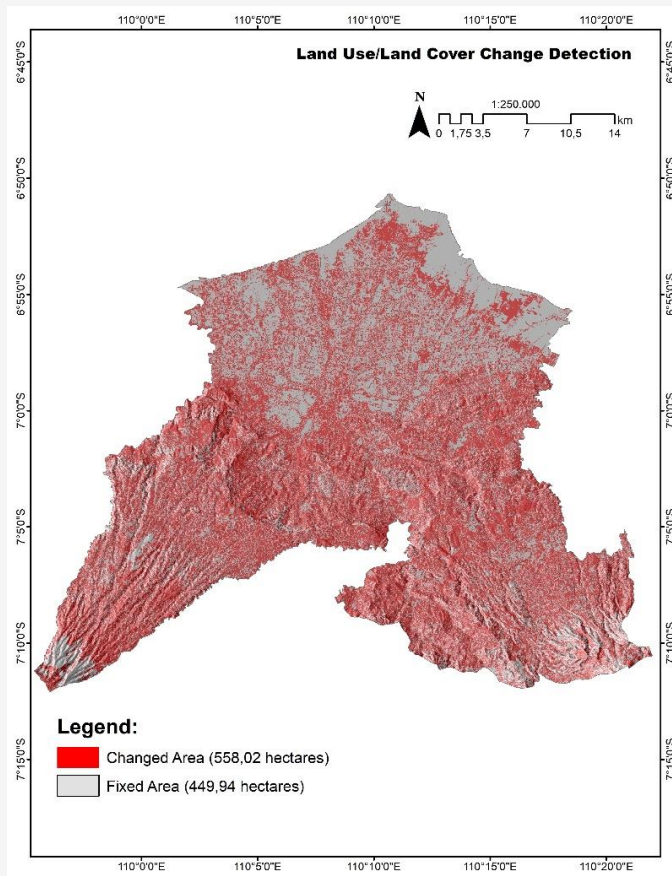 110°0'0"E 110°5'0"E 110°10'0"E 110°15'0"E 110°20'0"E
Land Use/Land Cover Change Detection
N
1:250.000
km
0 1,75 3,5 7 10,5 14
6°45'0"S 6°45'0"S
6°50'0"S 6°50'0"S
6°55'0"S 6°55'0"S
7°0'0"S 7°0'0"S
7°5'0"S 7°5'0"S
7°10'0"S 7°10'0"S
Legend:
Changed Area (558,02 hectares)
7°15'0"S 7°15'0"S
Fixed Area (449,94 hectares)
110°0'0"E 110°5'0"E 110°10'0"E 110°15'0"E 110°20'0"E